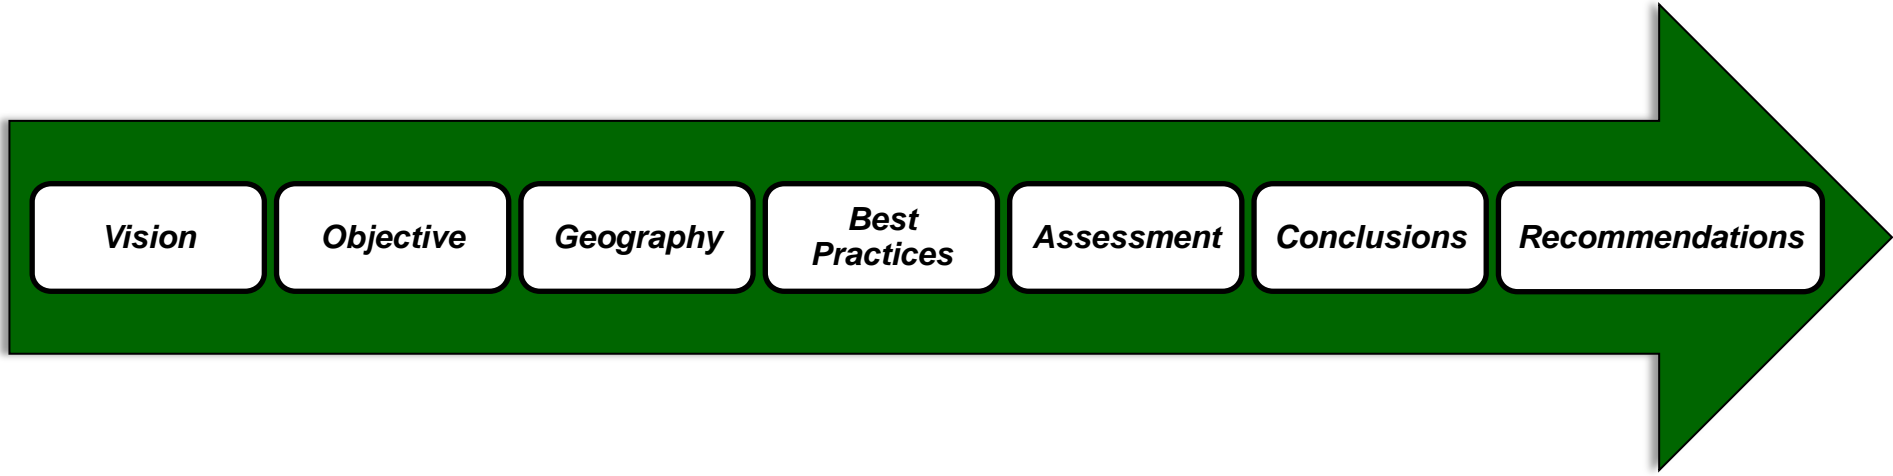 Vision
Objective
Geography
Best
Practices
Assessment
Conclusions
Recommendations